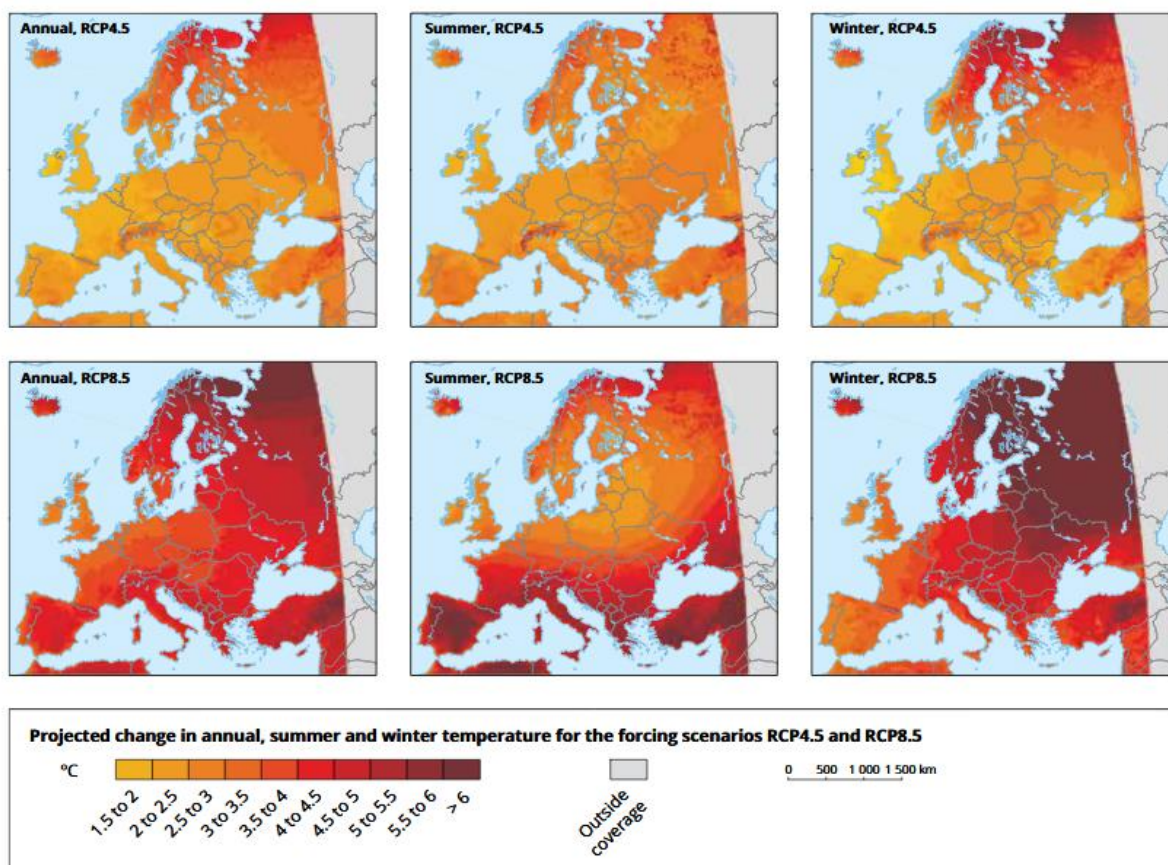 Annual, RCP4.5
Summer, RCP4.5
Winter, RCP4.5
Annual, RCP8.5
Summer, RCP8.5
Winter, RCP8.5
Projected change in annual, summer and winter temperature for the forcing scenarios RCP4.5 and RCP8.5
°C
1.5 to 2
2 to 2.5
2.5 to 3
3 to 3.5
3.5 to 4
4 to 4.5
4.5 to 5
5 to 5.5
5.5 to 6
> 6
Outside
coverage
0 500 1 000 1 500 km